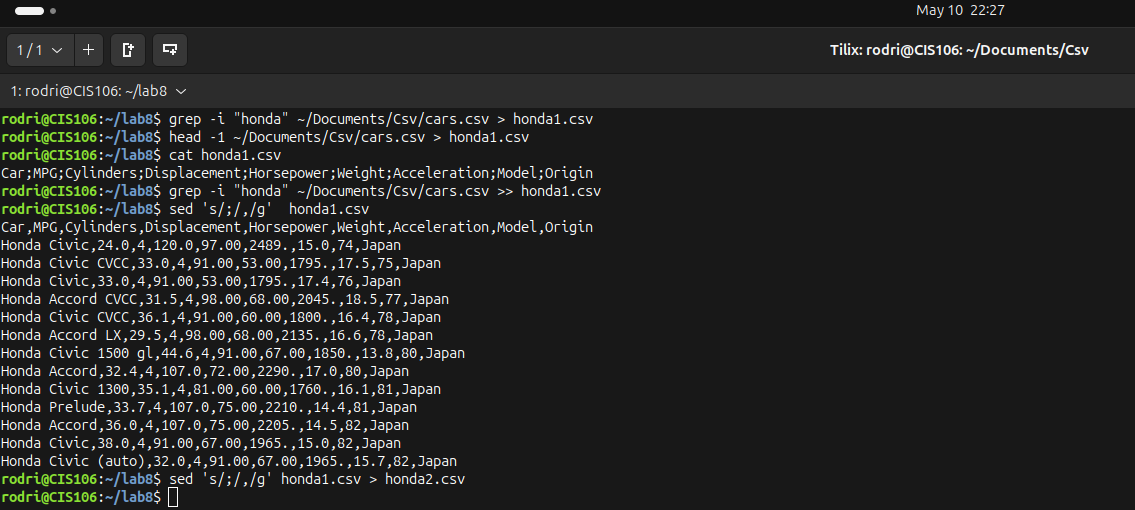 May 10 22:27
1 / 1
Tilix: rodri@CIS106: ~/Documents/Csv
1: rodri@CIS106: ~/lab8
rodri@CIS106:~/lab8$ grep -i "honda" ~/Documents/Csv/cars.csv > honda1.csv
rodri@CIS106:~/lab8$ head -1 ~/Documents/Csv/cars.csv > honda1.csv
rodri@CIS106:~/lab8$ cat honda1.csv
Car;MPG;Cylinders;Displacement;Horsepower;Weight;Acceleration;Model;Origin
rodri@CIS106:~/lab8$ grep -i "honda" ~/Documents/Csv/cars.csv >> honda1.csv
rodri@CIS106:~/lab8$ sed 's/;/,/g'  honda1.csv
Car,MPG,Cylinders,Displacement,Horsepower,Weight,Acceleration,Model,Origin
Honda Civic,24.0,4,120.0,97.00,2489.,15.0,74,Japan
Honda Civic CVCC,33.0,4,91.00,53.00,1795.,17.5,75,Japan
Honda Civic,33.0,4,91.00,53.00,1795.,17.4,76,Japan
Honda Accord CVCC,31.5,4,98.00,68.00,2045.,18.5,77,Japan
Honda Civic CVCC,36.1,4,91.00,60.00,1800.,16.4,78,Japan
Honda Accord LX,29.5,4,98.00,68.00,2135.,16.6,78,Japan
Honda Civic 1500 gl,44.6,4,91.00,67.00,1850.,13.8,80,Japan
Honda Accord,32.4,4,107.0,72.00,2290.,17.0,80,Japan
Honda Civic 1300,35.1,4,81.00,60.00,1760.,16.1,81,Japan
Honda Prelude,33.7,4,107.0,75.00,2210.,14.4,81,Japan
Honda Accord,36.0,4,107.0,75.00,2205.,14.5,82,Japan
Honda Civic,38.0,4,91.00,67.00,1965.,15.0,82,Japan
Honda Civic (auto),32.0,4,91.00,67.00,1965.,15.7,82,Japan
rodri@CIS106:~/lab8$ sed 's/;/,/g' honda1.csv > honda2.csv
rodri@CIS106:~/lab8$